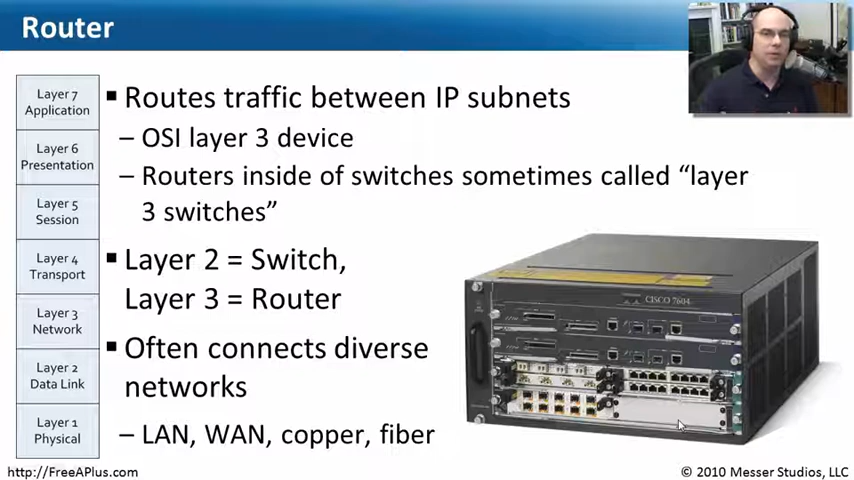 Router
Layer 7
Application
Layer 6
Presentation
Layer 5
Session
Layer 4
Transport
Layer 3
Network
Layer 2
Data Link
Layer 1
Physical
▪ Routes traffic between IP subnets
– OSI layer 3 device
– Routers inside of switches sometimes called “layer
3 switches”
▪ Layer 2 = Switch,
Layer 3 = Router
▪ Often connects diverse
networks
– LAN, WAN, copper, fiber
CISCO 7604
http://FreeAPlus.com
© 2010 Messer Studios, LLC